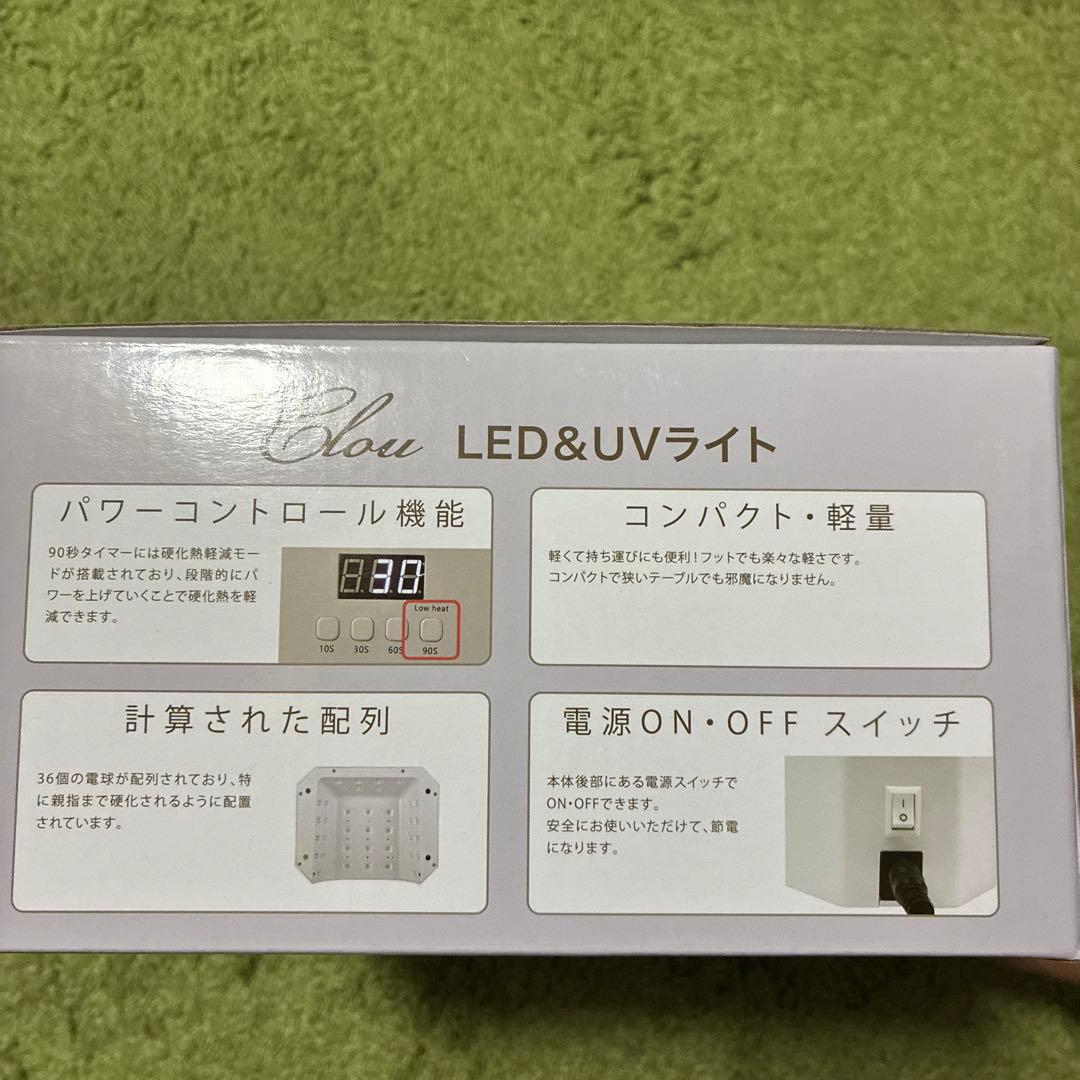 Clou LED&UVライト
パワーコントロール機能
90秒タイマーには硬化熱軽減モー
ドが搭載されており、段階的にパ
ワーを上げていくことで硬化熱を軽
減できます。
30
Low heat
10S 30S 60S 90S
コンパクト・軽量
軽くて持ち運びにも便利！フットでも楽々な軽さです。
コンパクトで狭いテーブルでも邪魔になりません。
計算された配列
36個の電球が配列されており、特
に親指まで硬化されるように配置
されています。
電源ON・OFF スイッチ
本体後部にある電源スイッチで
ON・OFFできます。
安全にお使いいただけて、節電
になります。